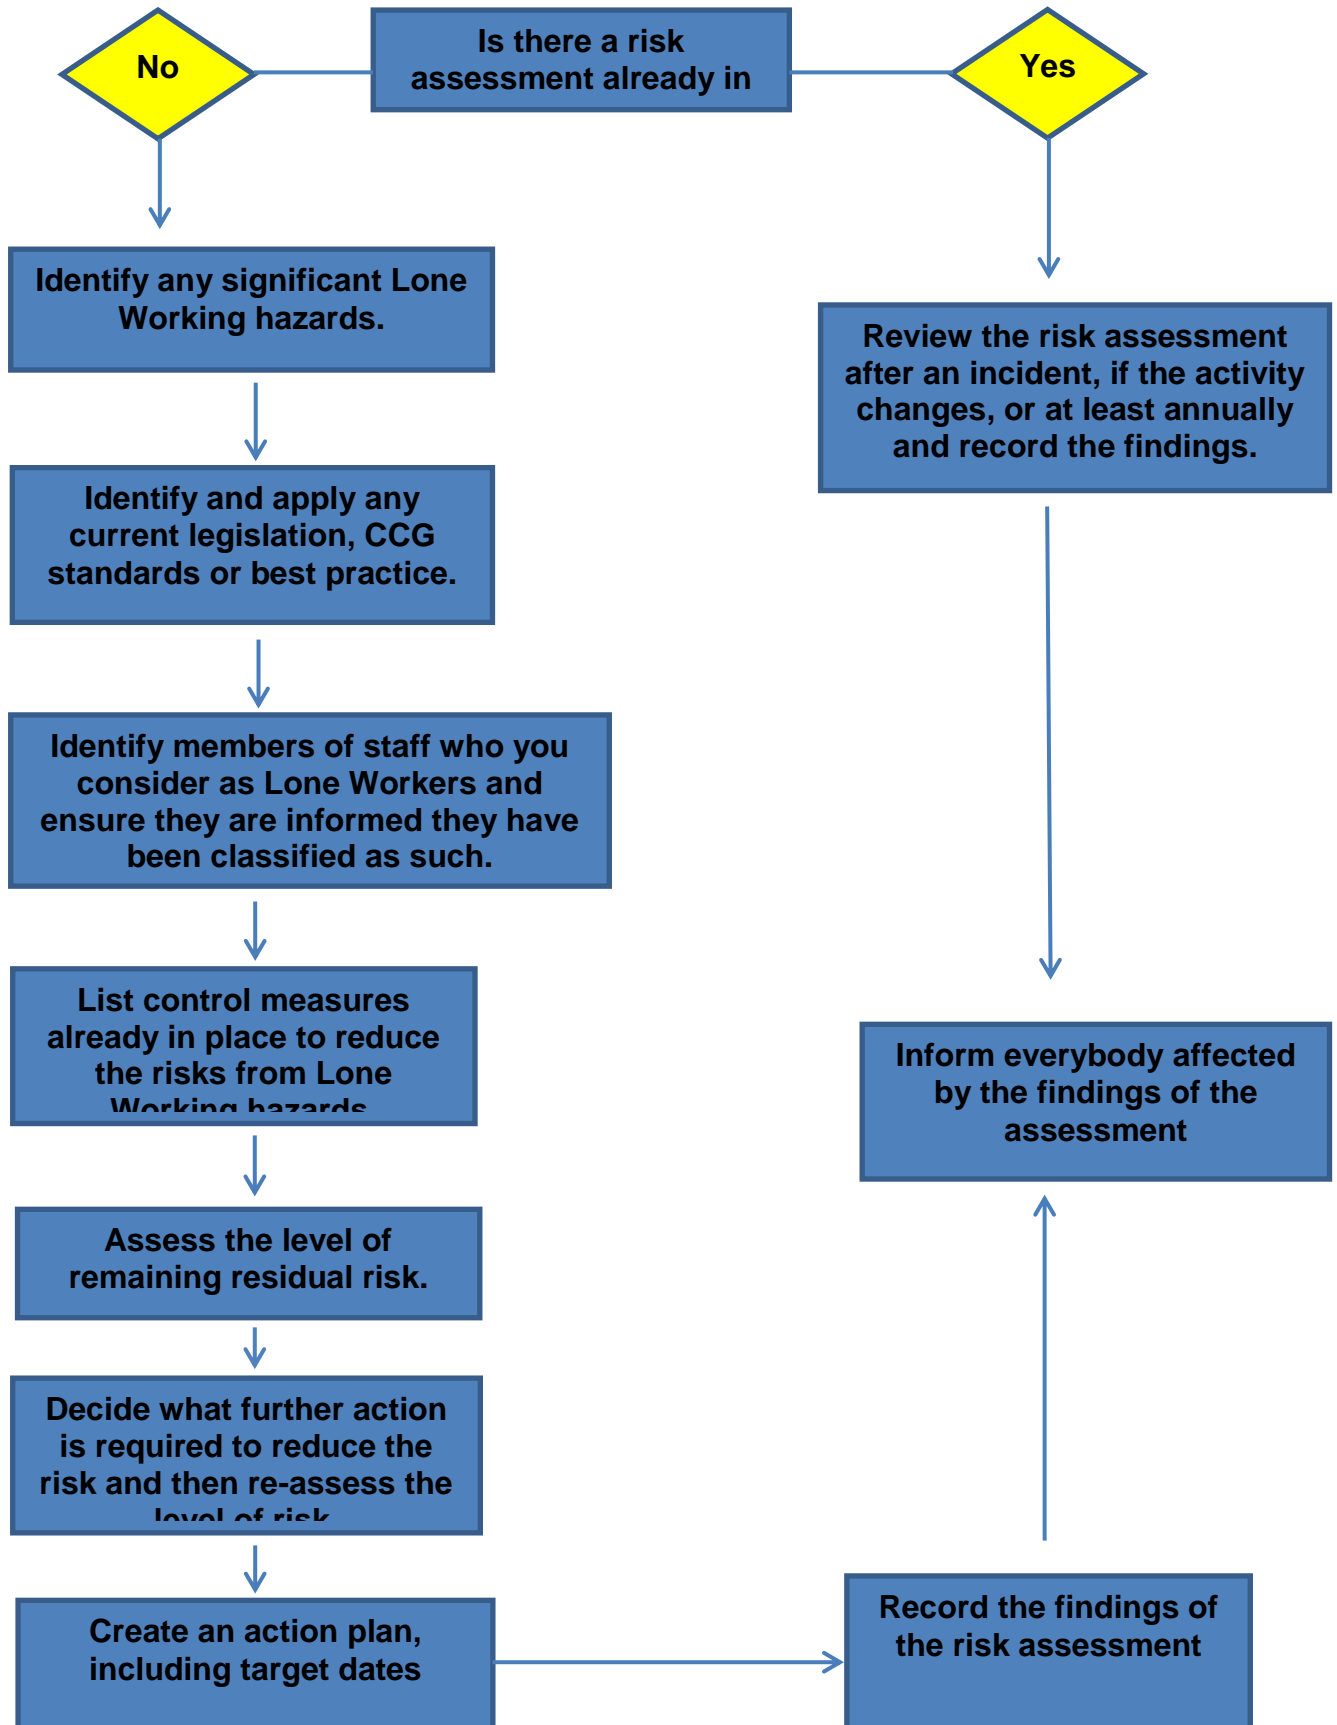 No
Is there a risk
assessment already in
Yes
Identify any significant Lone
Working hazards.
Identify and apply any
current legislation, CCG
standards or best practice.
Identify members of staff who you
consider as Lone Workers and
ensure they are informed they have
been classified as such.
List control measures
already in place to reduce
the risks from Lone
Working hazards
Assess the level of
remaining residual risk.
Decide what further action
is required to reduce the
risk and then re-assess the
level of risk
Create an action plan,
including target dates
Review the risk assessment
after an incident, if the activity
changes, or at least annually
and record the findings.
Inform everybody affected
by the findings of the
assessment
Record the findings of
the risk assessment